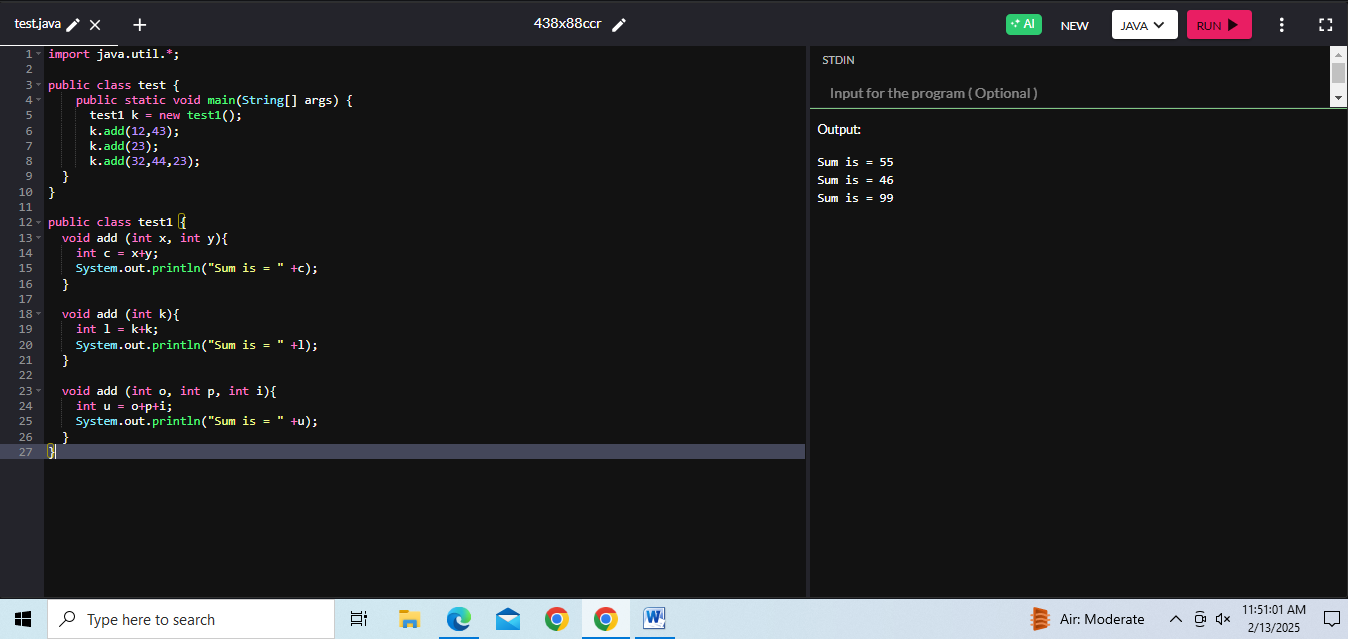 test.java
438x88ccr
AI NEW JAVA RUN
1 import java.util.*;
2
3 public class test {
4     public static void main(String[] args) {
5       test1 k = new test1();
6       k.add(12,43);
7       k.add(23);
8       k.add(32,44,23);
9   }
10 }
11
12 public class test1 {
13   void add (int x, int y){
14     int c = x+y;
15     System.out.println("Sum is = " +c);
16   }
17
18   void add (int k){
19     int l = k+k;
20     System.out.println("Sum is = " +l);
21   }
22
23   void add (int o, int p, int i){
24     int u = o+p+i;
25     System.out.println("Sum is = " +u);
26   }
27 }
STDIN
Input for the program ( Optional )
Output:
Sum is = 55
Sum is = 46
Sum is = 99
Type here to search
W
Air: Moderate
11:51:01 AM
2/13/2025